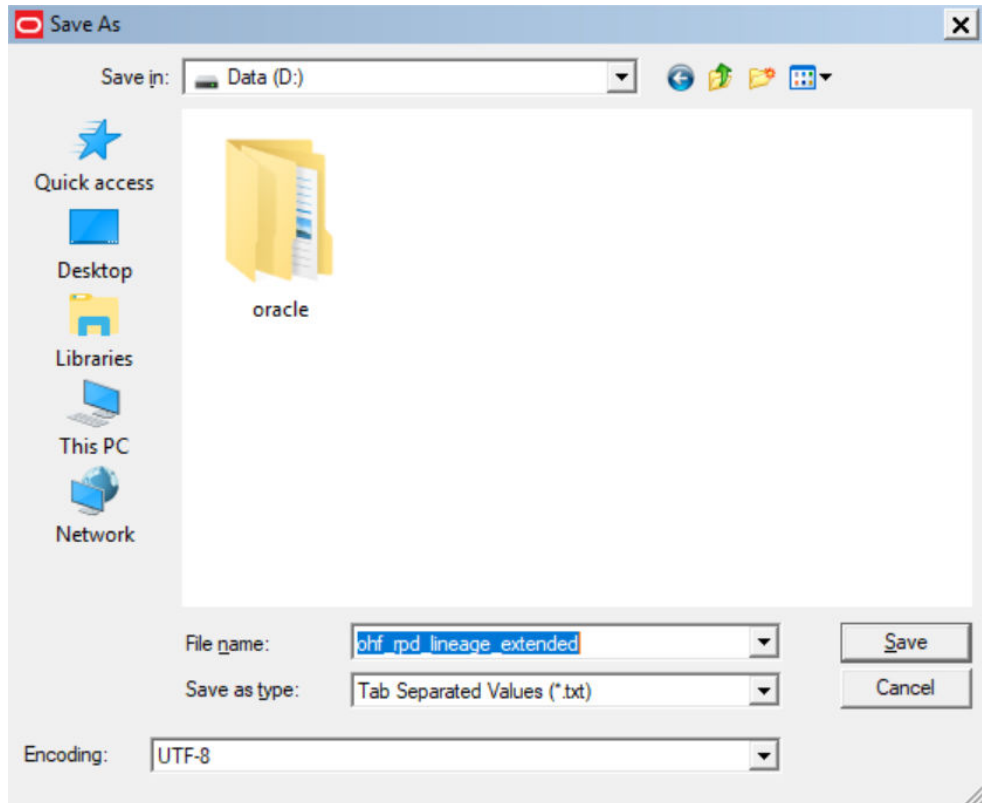 Save As
Save in:
Data (D:)
Quick access
Desktop
Libraries
This PC
Network
oracle
File name:
ohf_rpd_lineage_extended
Save
Save as type:
Tab Separated Values (*.txt)
Cancel
Encoding:
UTF-8